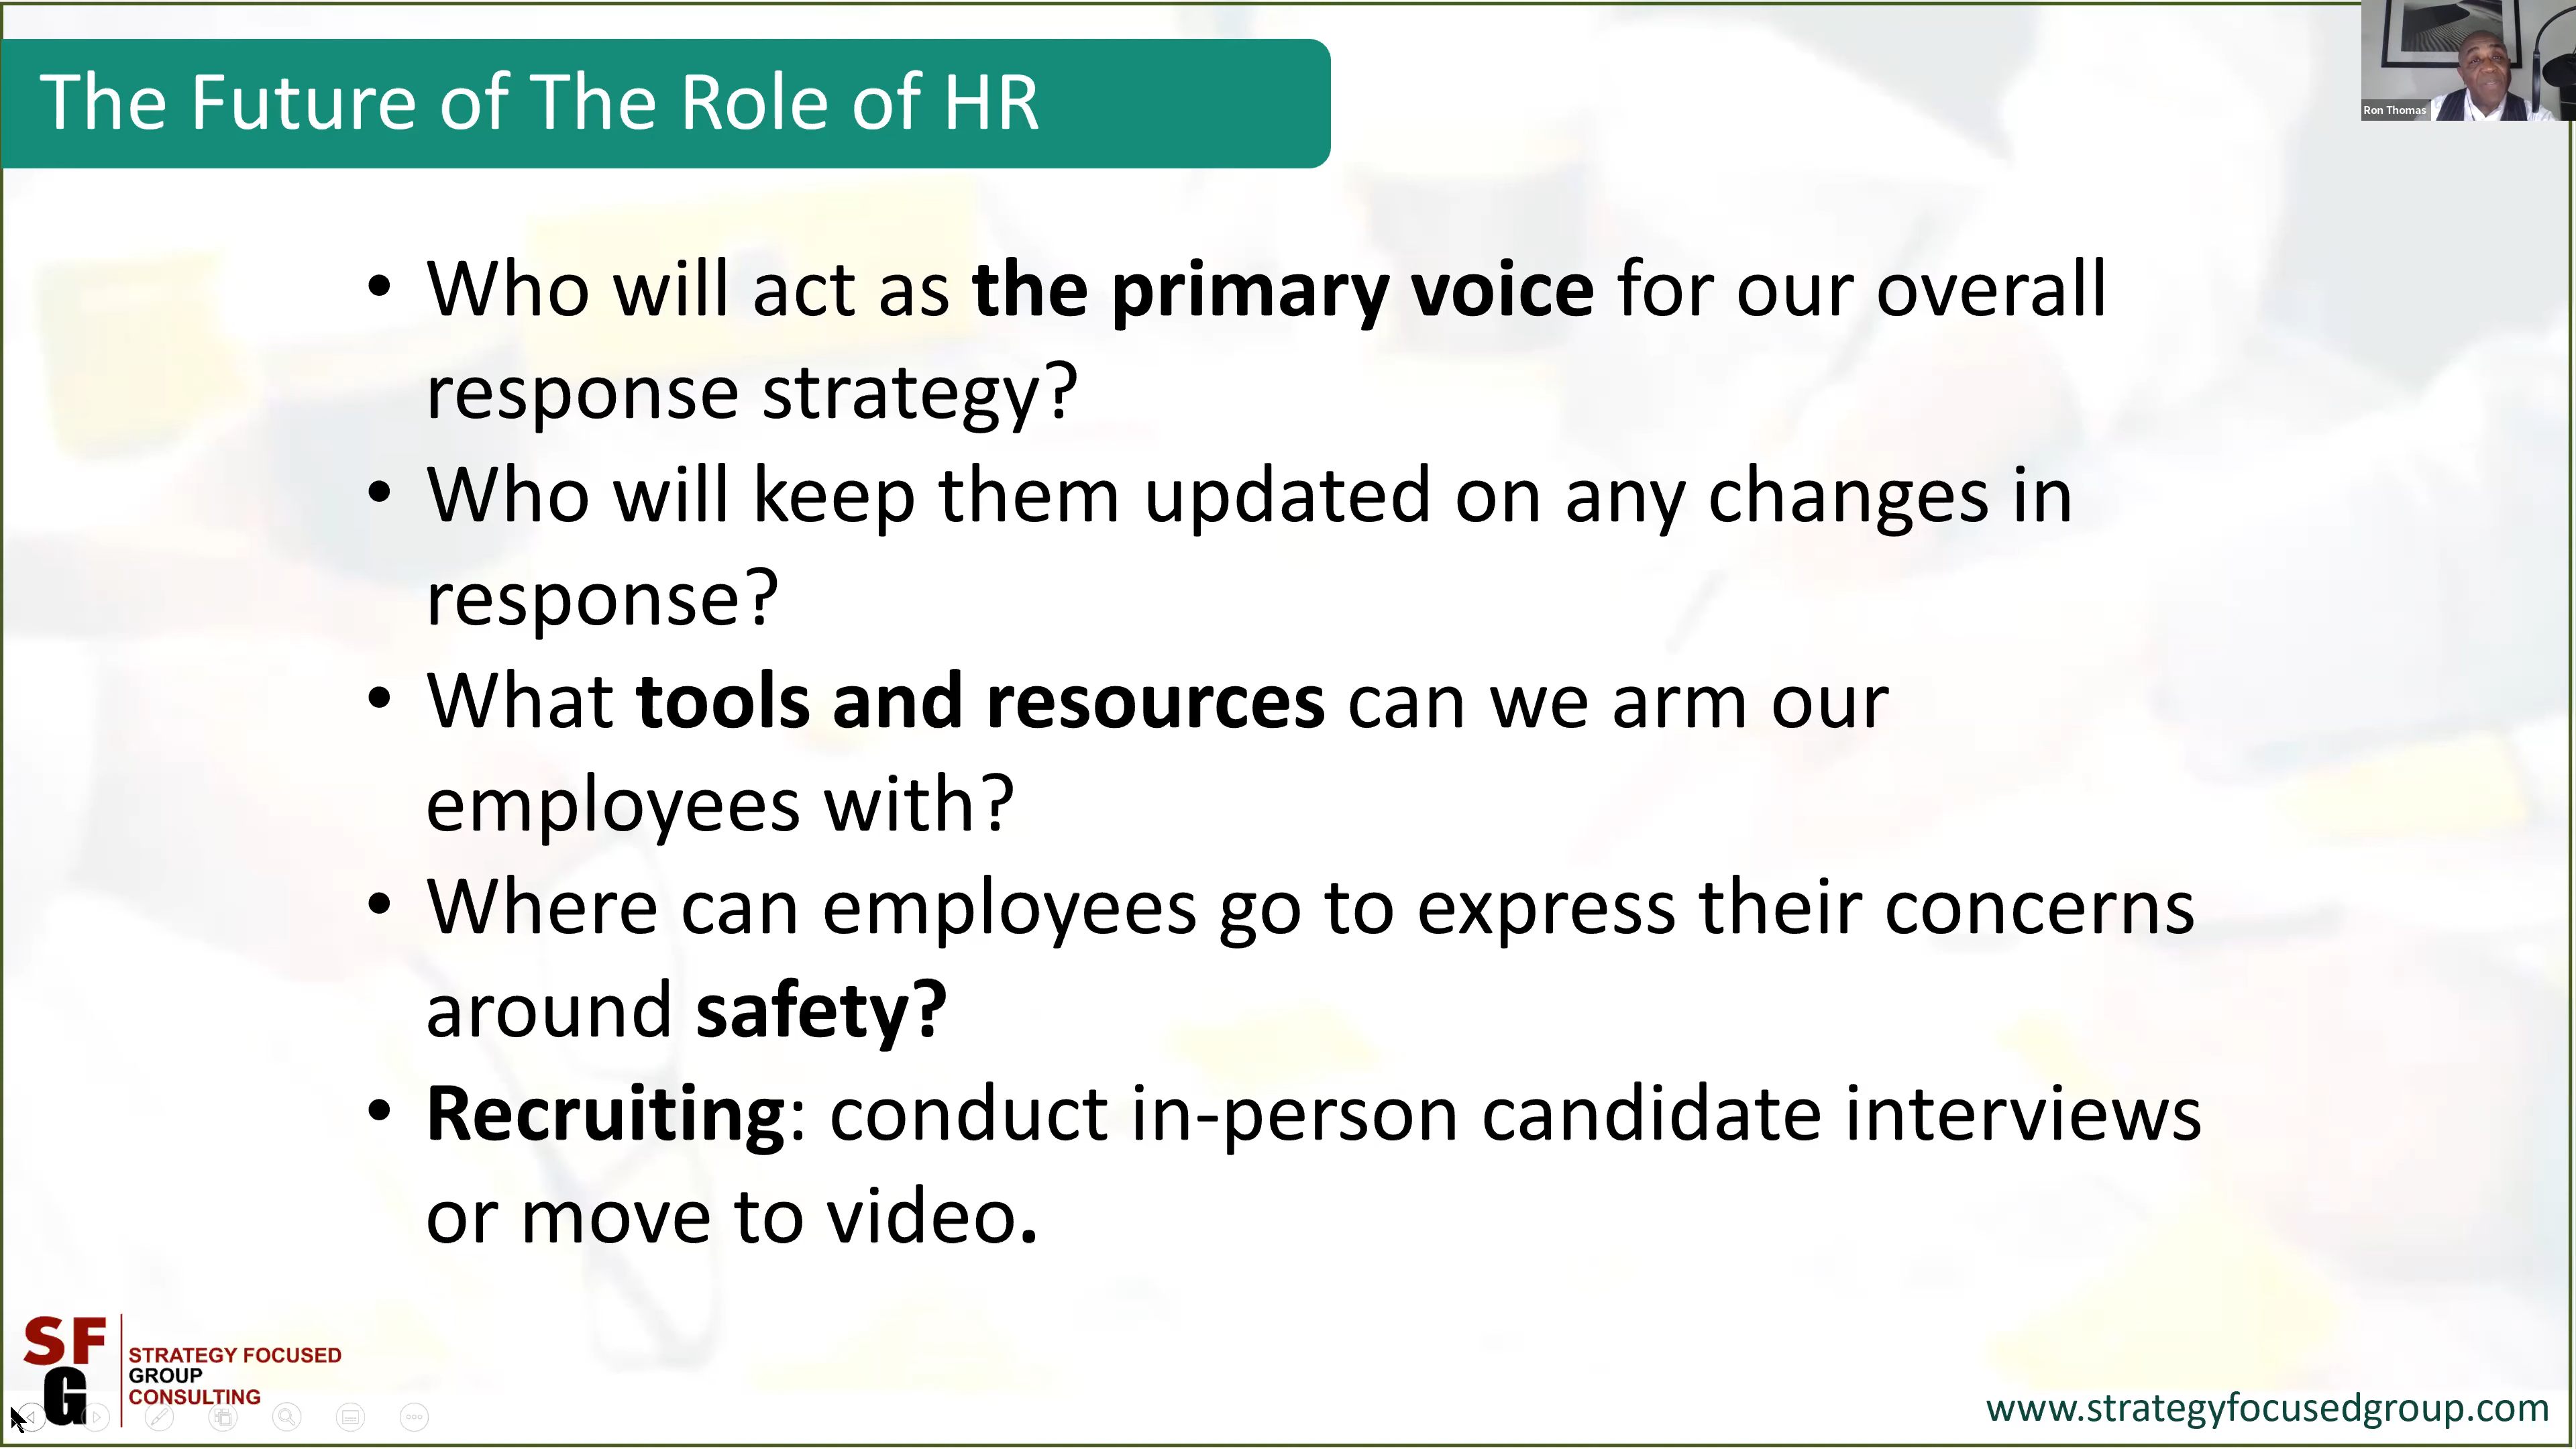 The Future of The Role of HR
Ron Thomas
• Who will act as the primary voice for our overall
response strategy?
• Who will keep them updated on any changes in
response?
• What tools and resources can we arm our
employees with?
• Where can employees go to express their concerns
around safety?
• Recruiting: conduct in-person candidate interviews
or move to video.
SF
G
STRATEGY FOCUSED
GROUP
CONSULTING
www.strategyfocusedgroup.com